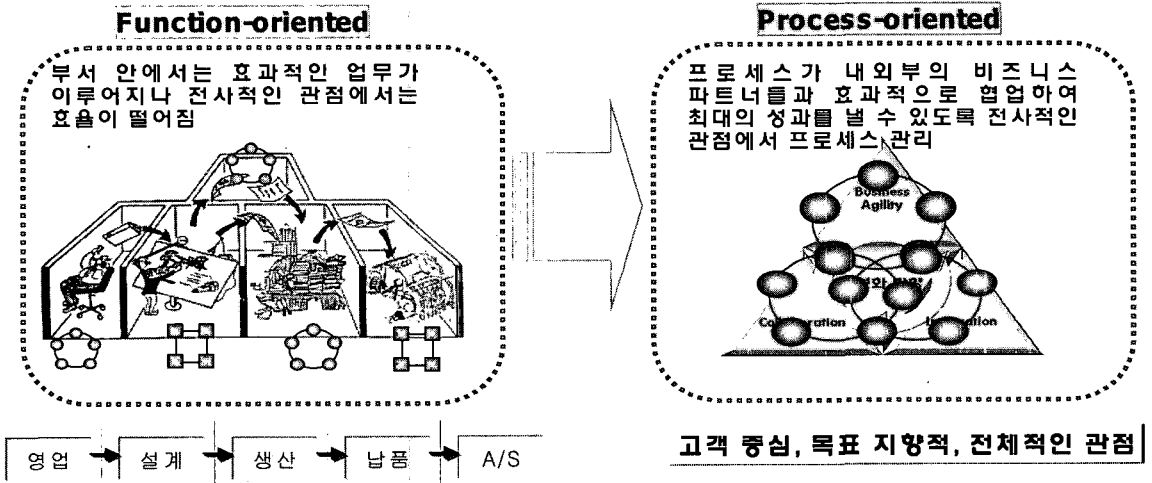 Function-oriented
부서 안에서는 효과적인 업무가
이루어지나 전사적인 관점에서는
효율이 떨어짐
영업
설계
생산
납품
A/S
Process-oriented
프로세스가 내외부의 비즈니스
파트너들과 효과적으로 협업하여
최대의 성과를 낼 수 있도록 전사적인
관점에서 프로세스 관리
Business
Agility
고객 중심, 목표 지향적, 전체적인 관점